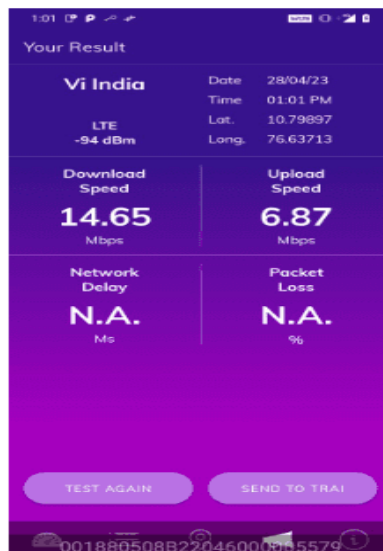 1:01
Your Result
Vi India
LTE
-94 dBm
Date 28/04/23
Time 01:01 PM
Lat. 10.79897
Long. 76.63713
Download
Speed
14.65
Mbps
Upload
Speed
6.87
Mbps
Network
Delay
N.A.
Ms
Packet
Loss
N.A.
%
TEST AGAIN
SEND TO TRAI